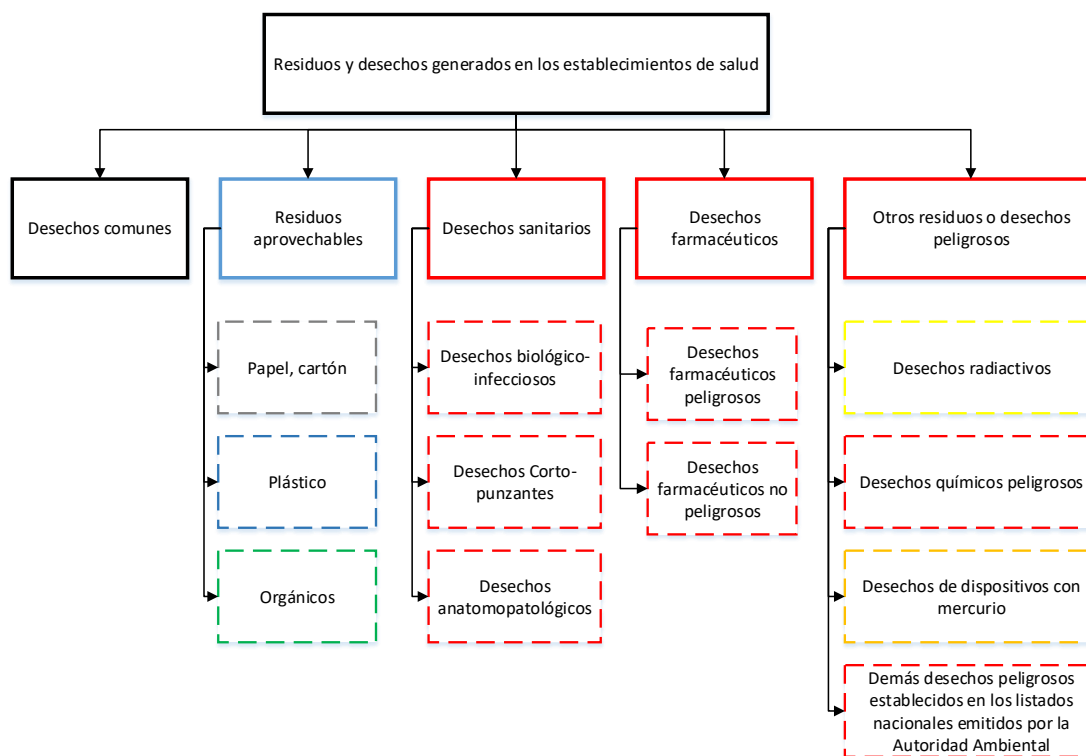 Residuos y desechos generados en los establecimientos de salud
Desechos comunes
Residuos
aprovechables
Desechos sanitarios
Desechos
farmacéuticos
Otros residuos o desechos
peligrosos
Papel, cartón
Plástico
Orgánicos
Desechos biológico-
infecciosos
Desechos Corto-
punzantes
Desechos
anatomopatológicos
Desechos
farmacéuticos
peligrosos
Desechos
farmacéuticos no
peligrosos
Desechos radiactivos
Desechos químicos peligrosos
Desechos de dispositivos con
mercurio
Demás desechos peligrosos
establecidos en los listados
nacionales emitidos por la
Autoridad Ambiental